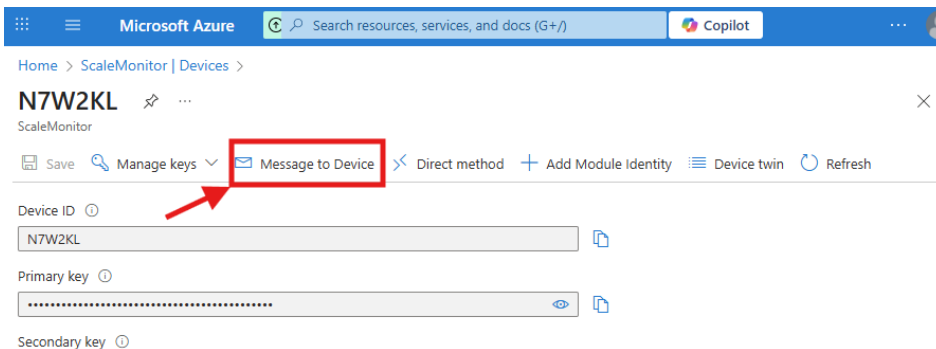 Microsoft Azure Search resources, services, and docs (G+/) Copilot ...
Home > ScaleMonitor | Devices >
N7W2KL ...
ScaleMonitor
Save Manage keys Message to Device Direct method Add Module Identity Device twin Refresh
Device ID
N7W2KL
Primary key
••••••••••••••••••••••••••••••••••••••••••••
Secondary key